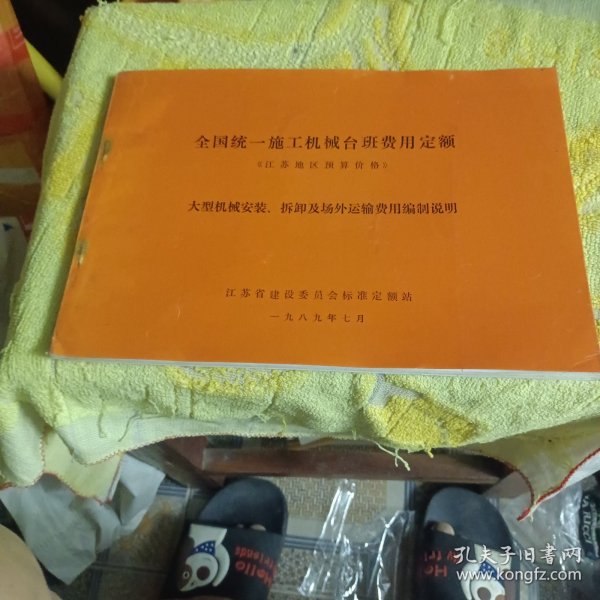 全国统一施工机械台班费用定额
《江苏地区预算价格》
大型机械安装、拆卸及场外运输费用编制说明
江苏省建设委员会标准定额站
一九八九年七月
Hello
friends
孔夫子旧书网
www.kongfz.com